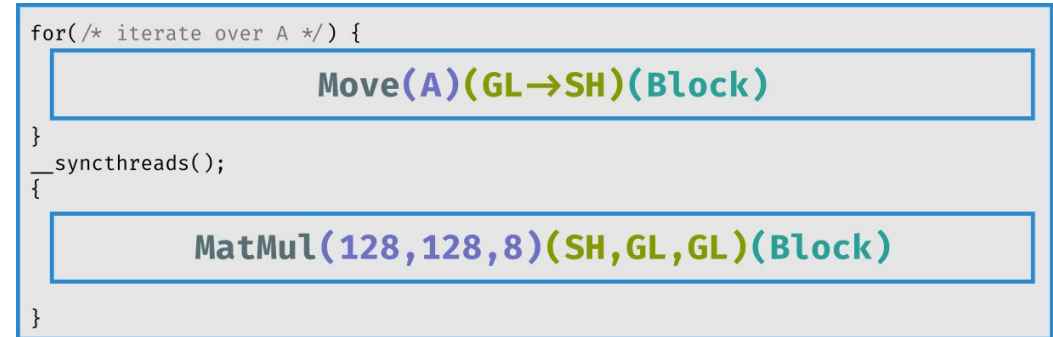 for(/* iterate over A */) {
Move(A)(GL→SH)(Block)
}
__syncthreads();
{
MatMul(128,128,8)(SH,GL,GL)(Block)
}